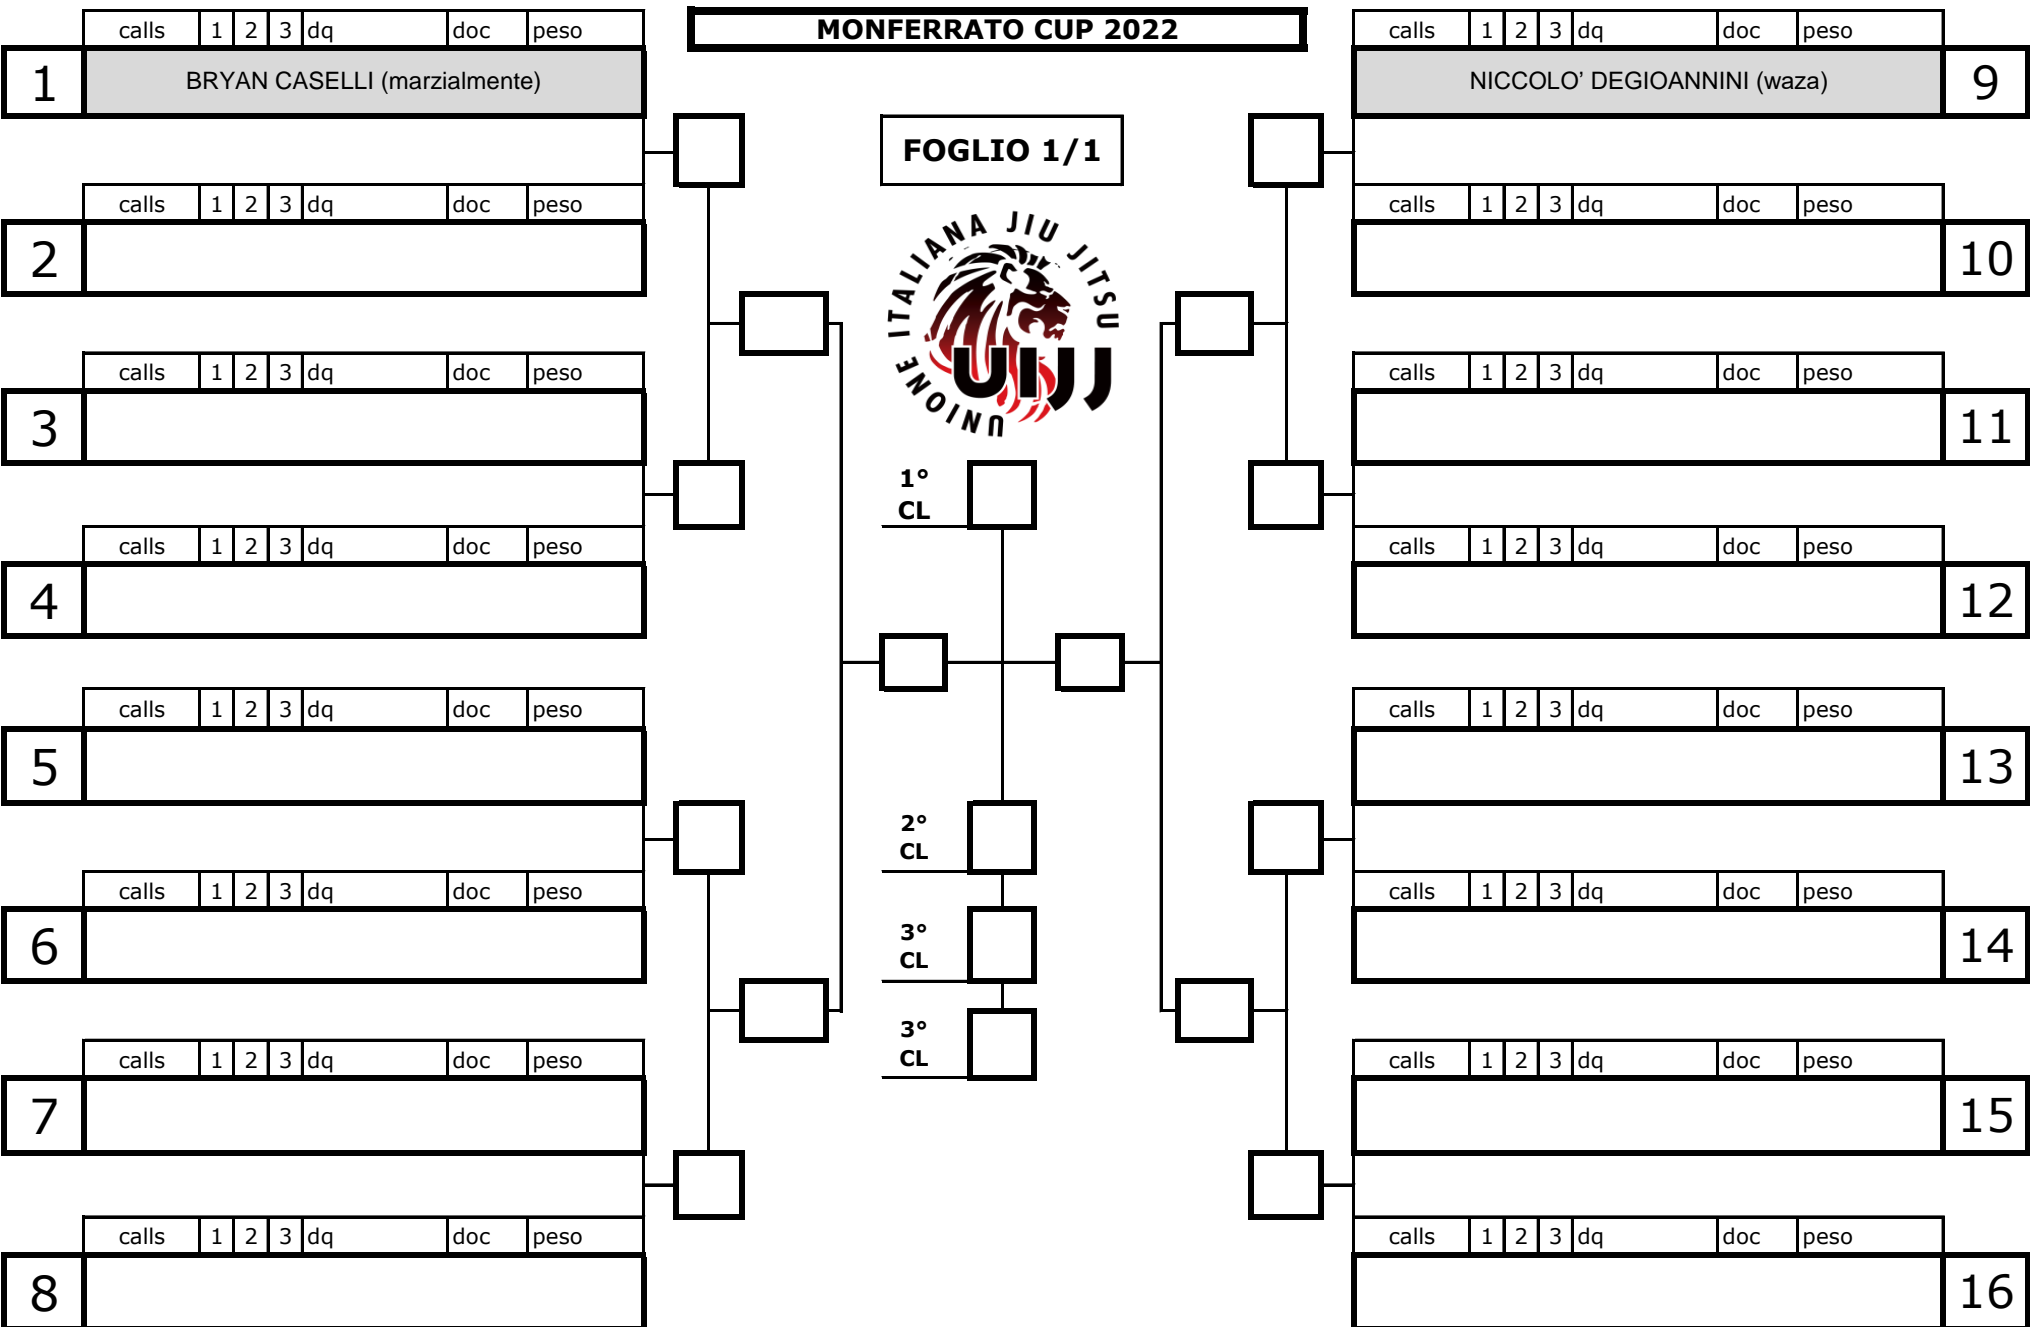 calls 1 2 3 dq doc peso
MONFERRATO CUP 2022
calls 1 2 3 dq doc peso
1 BRYAN CASELLI (marzialmente)
NICCOLO’ DEGIOANNINI (waza) 9
FOGLIO 1/1
calls 1 2 3 dq doc peso
calls 1 2 3 dq doc peso
2
10
UNIONE ITALIANA JIU JITSU
UIJJ
calls 1 2 3 dq doc peso
calls 1 2 3 dq doc peso
3
11
1°
CL
calls 1 2 3 dq doc peso
calls 1 2 3 dq doc peso
4
12
calls 1 2 3 dq doc peso
calls 1 2 3 dq doc peso
5
13
2°
CL
calls 1 2 3 dq doc peso
calls 1 2 3 dq doc peso
6
14
3°
CL
3°
CL
calls 1 2 3 dq doc peso
calls 1 2 3 dq doc peso
7
15
calls 1 2 3 dq doc peso
calls 1 2 3 dq doc peso
8
16